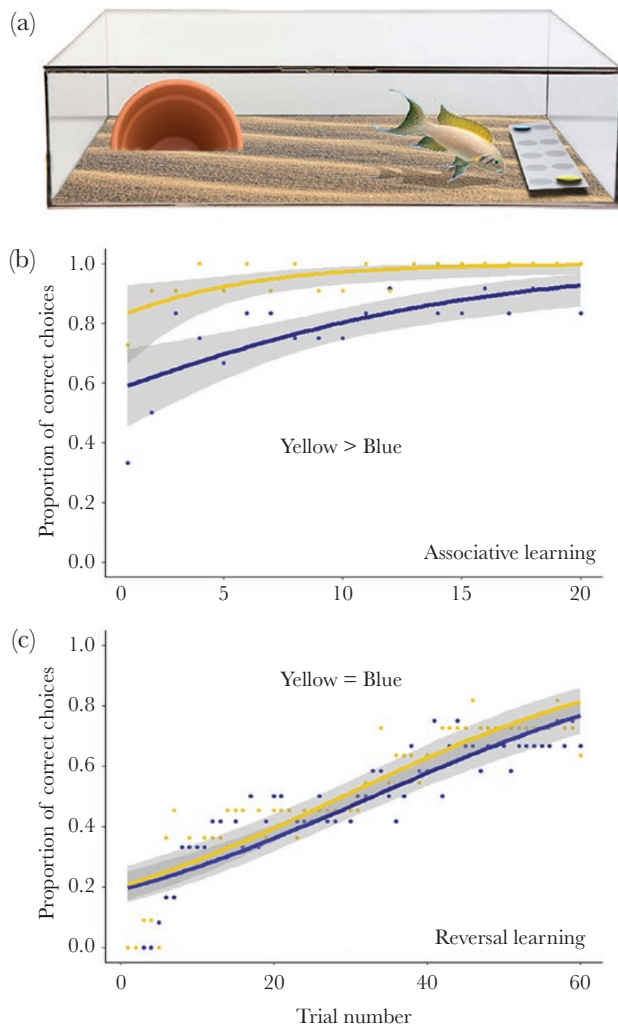 (a)
(b)
1.0
0.8
0.6
0.4
0.2
0.0
Proportion of correct choices
Yellow > Blue
Associative learning
0 5 10 15 20
(c)
1.0
0.8
0.6
0.4
0.2
0.0
Proportion of correct choices
Yellow = Blue
Reversal learning
0 20 40 60
Trial number